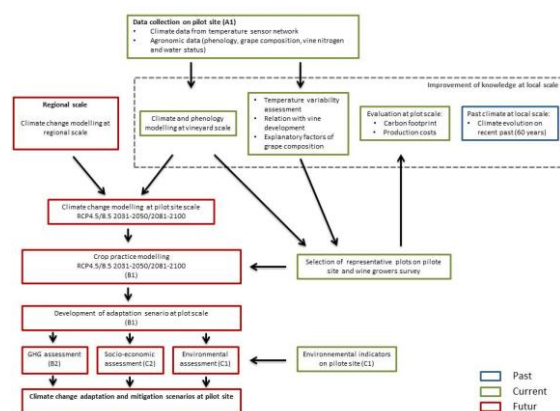 Data collection on pilot site (A1)
• Climate data from temperature sensor network
• Agronomic data (phenology, grape composition, vine nitrogen
and water status)
Improvement of knowledge at local scale
Regional scale
Climate change modelling at
regional scale
Climate and phenology
modelling at vineyard scale
• Temperature variability
assessment
• Relation with vine
development
• Explanatory factors of
grape composition
Evaluation at plot scale:
• Carbon footprint
• Production costs
Past climate at local scale:
• Climate evolution on
recent past (60 years)
Climate change modelling at pilot site scale
RCP4.5/8.5 2031-2050/2081-2100
Crop practice modelling
RCP4.5/8.5 2031-2050/2081-2100
(B1)
Selection of representative plots on pilote
site and wine growers survey
Development of adaptation senario at plot scale
(B1)
GHG assessment
(B2)
Socio-economic
assessment (C2)
Environmental
assessment (C1)
Environnemental indicators
on pilot site (C1)
Climate change adaptation and mitigation scenarios at pilot site
Past
Current
Futur